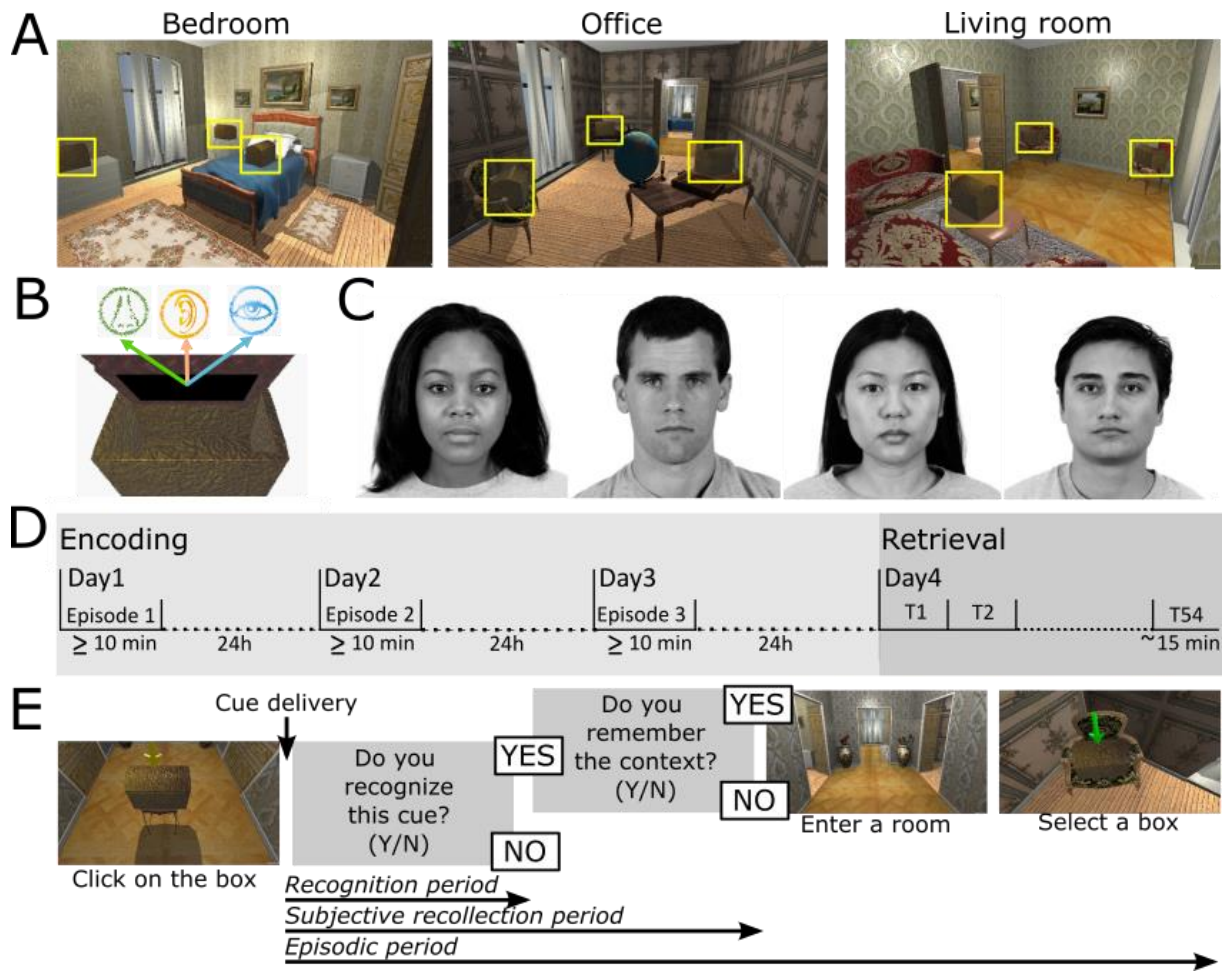 A
Bedroom
Office
Living room
B
C
D
Encoding
Retrieval
Day1
Day2
Day3
Day4
Episode 1
Episode 2
Episode 3
T1
T2
T54
≥ 10 min
24h
≥ 10 min
24h
≥ 10 min
24h
~15 min
E
Cue delivery
Click on the box
Do you
recognize
this cue?
(Y/N)
YES
NO
Do you
remember
the context?
(Y/N)
YES
NO
Enter a room
Select a box
Recognition period
Subjective recollection period
Episodic period